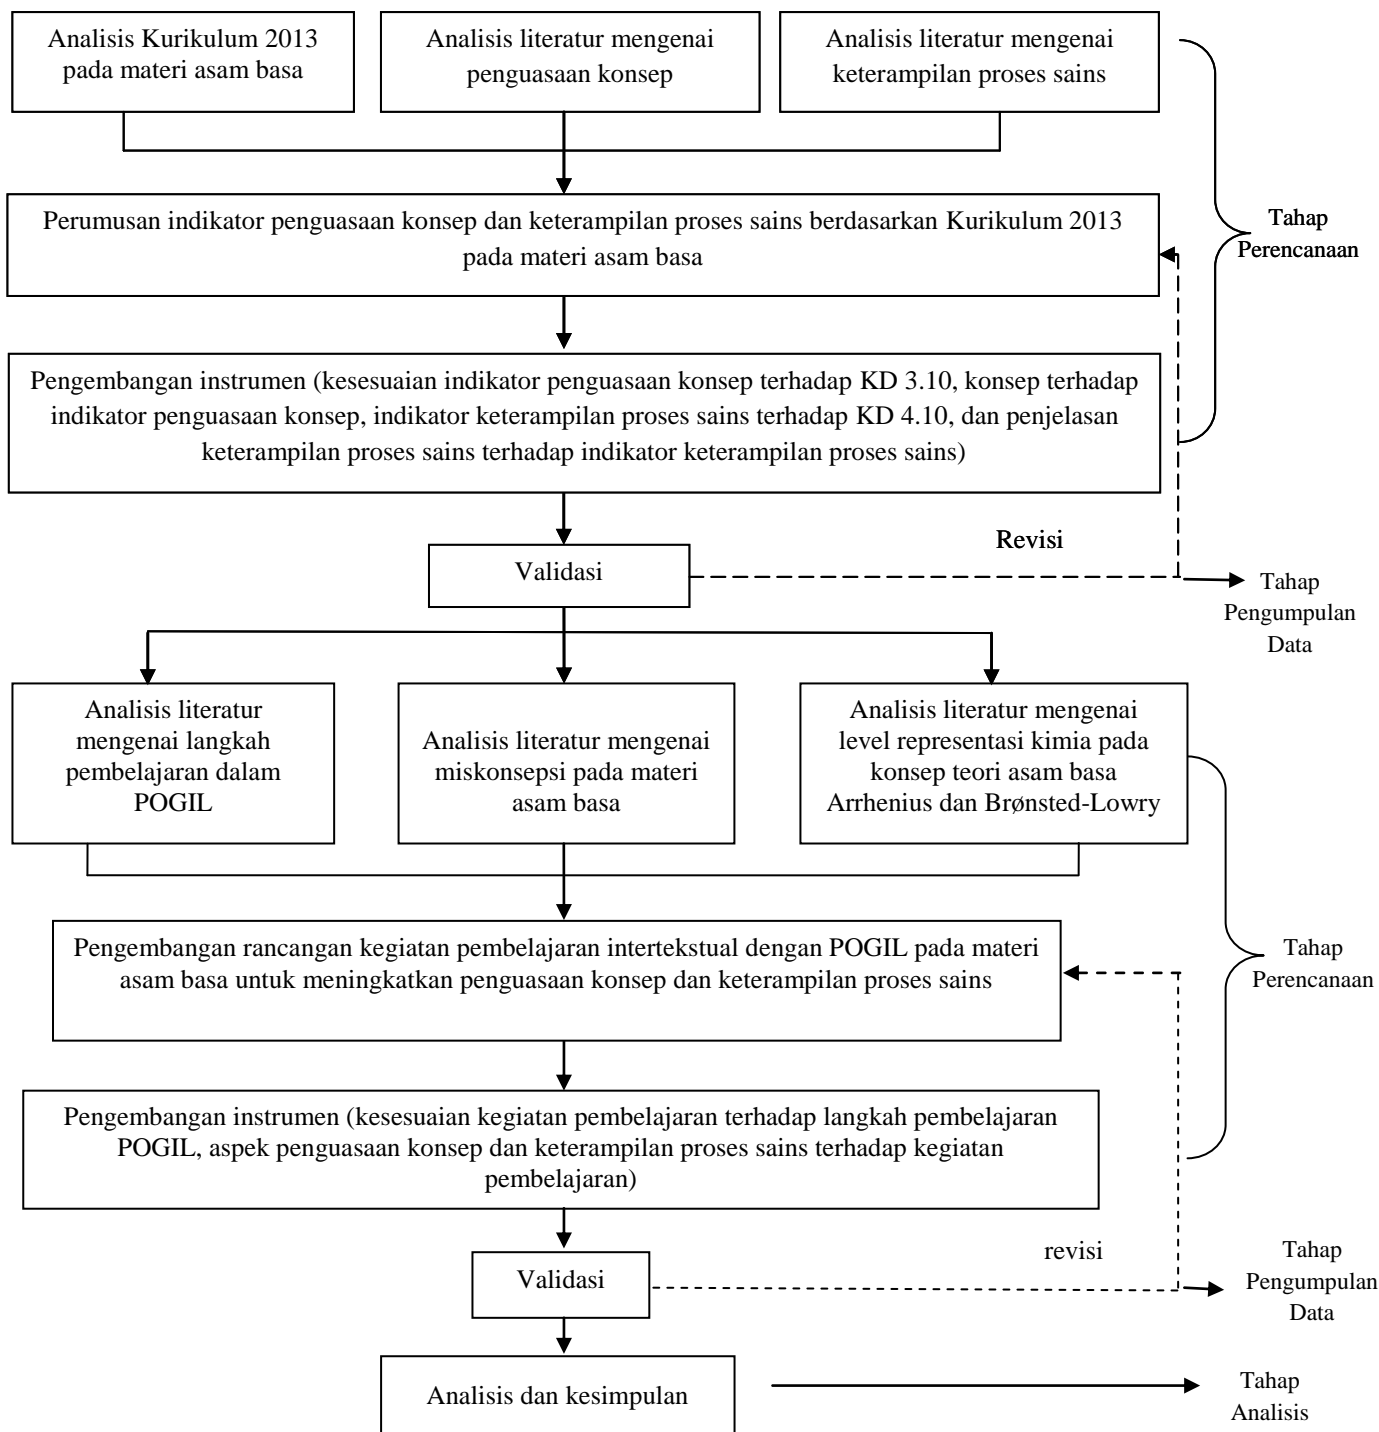 Analisis Kurikulum 2013
pada materi asam basa
Analisis literatur mengenai
penguasaan konsep
Analisis literatur mengenai
keterampilan proses sains
Perumusan indikator penguasaan konsep dan keterampilan proses sains berdasarkan Kurikulum 2013
pada materi asam basa
Tahap
Perencanaan
Pengembangan instrumen (kesesuaian indikator penguasaan konsep terhadap KD 3.10, konsep terhadap
indikator penguasaan konsep, indikator keterampilan proses sains terhadap KD 4.10, dan penjelasan
keterampilan proses sains terhadap indikator keterampilan proses sains)
Revisi
Validasi
Tahap
Pengumpulan
Data
Analisis literatur
mengenai langkah
pembelajaran dalam
POGIL
Analisis literatur mengenai
miskonsepsi pada materi
asam basa
Analisis literatur mengenai
level representasi kimia pada
konsep teori asam basa
Arrhenius dan Brønsted-Lowry
Pengembangan rancangan kegiatan pembelajaran intertekstual dengan POGIL pada materi
asam basa untuk meningkatkan penguasaan konsep dan keterampilan proses sains
Tahap
Perencanaan
Pengembangan instrumen (kesesuaian kegiatan pembelajaran terhadap langkah pembelajaran
POGIL, aspek penguasaan konsep dan keterampilan proses sains terhadap kegiatan
pembelajaran)
revisi
Validasi
Tahap
Pengumpulan
Data
Analisis dan kesimpulan
Tahap
Analisis